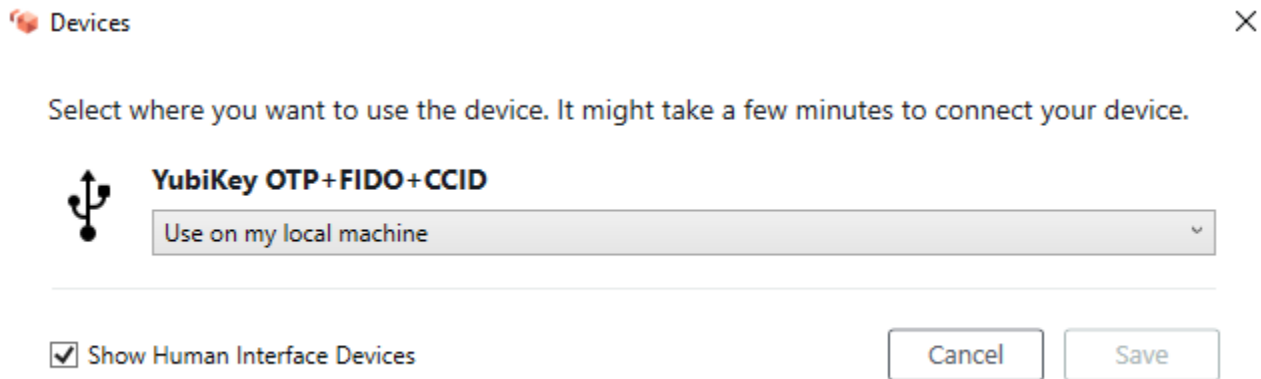 Devices
Select where you want to use the device. It might take a few minutes to connect your device.
YubiKey OTP+FIDO+CCID
Use on my local machine
Show Human Interface Devices
Cancel
Save